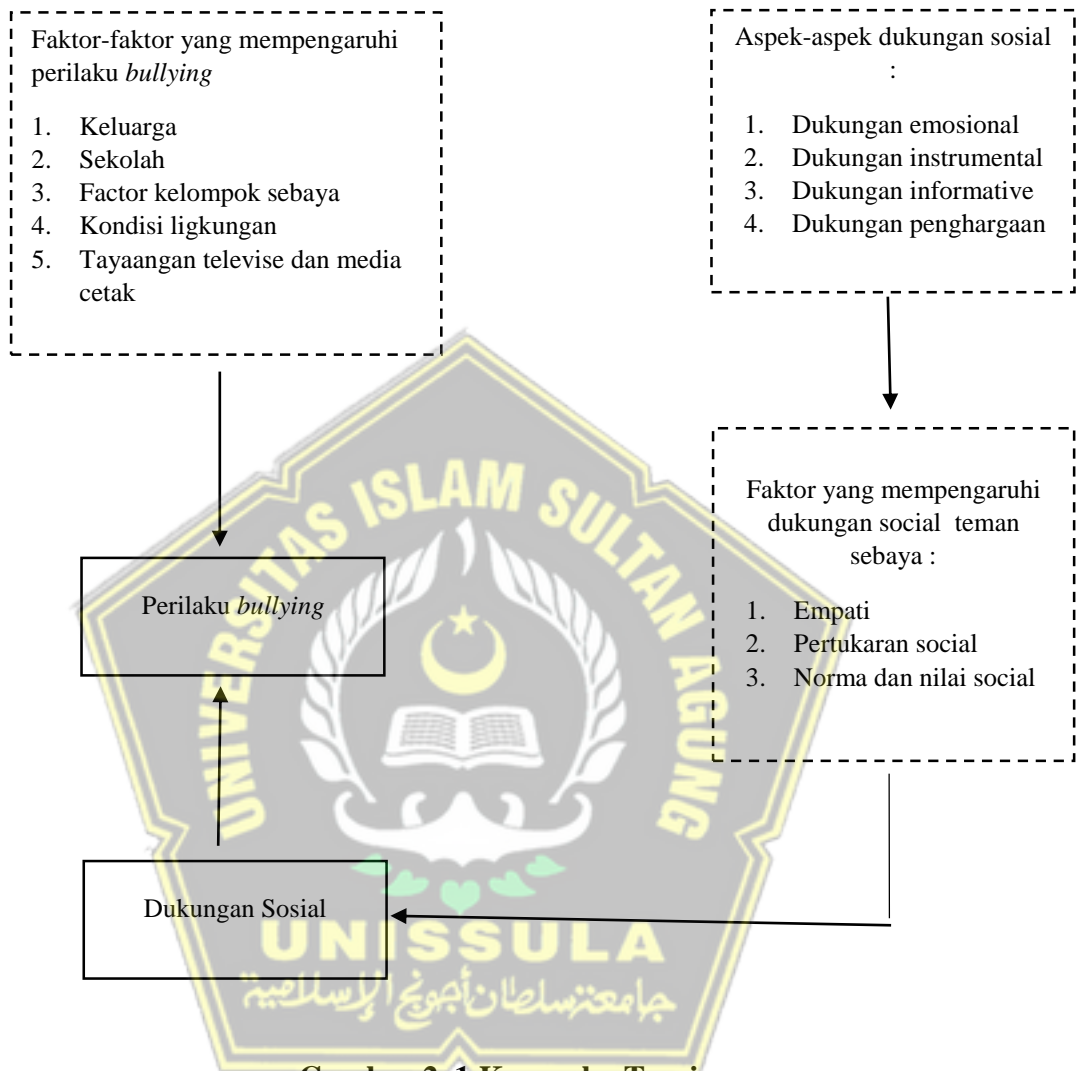 Faktor-faktor yang mempengaruhi
perilaku bullying
1. Keluarga
2. Sekolah
3. Factor kelompok sebaya
4. Kondisi ligkungan
5. Tayaangan televise dan media
cetak
Aspek-aspek dukungan sosial
:
1. Dukungan emosional
2. Dukungan instrumental
3. Dukungan informative
4. Dukungan penghargaan
Faktor yang mempengaruhi
dukungan social teman
sebaya :
1. Empati
2. Pertukaran social
3. Norma dan nilai social
Perilaku bullying
Dukungan Sosial
UNIVERSITAS ISLAM SULTAN AGUNG
UNISSULA
جامعة سلطان أجونج الإسلامية